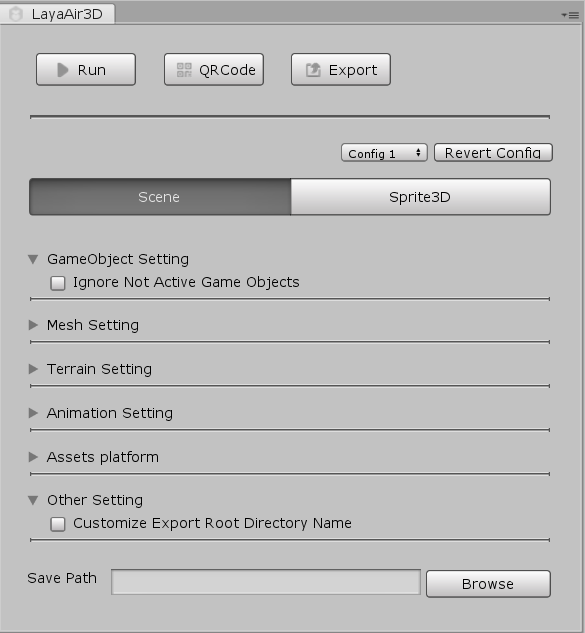 LayaAir3D
Run QRCode Export
Config 1 Revert Config
Scene Sprite3D
GameObject Setting
Ignore Not Active Game Objects
Mesh Setting
Terrain Setting
Animation Setting
Assets platform
Other Setting
Customize Export Root Directory Name
Save Path Browse